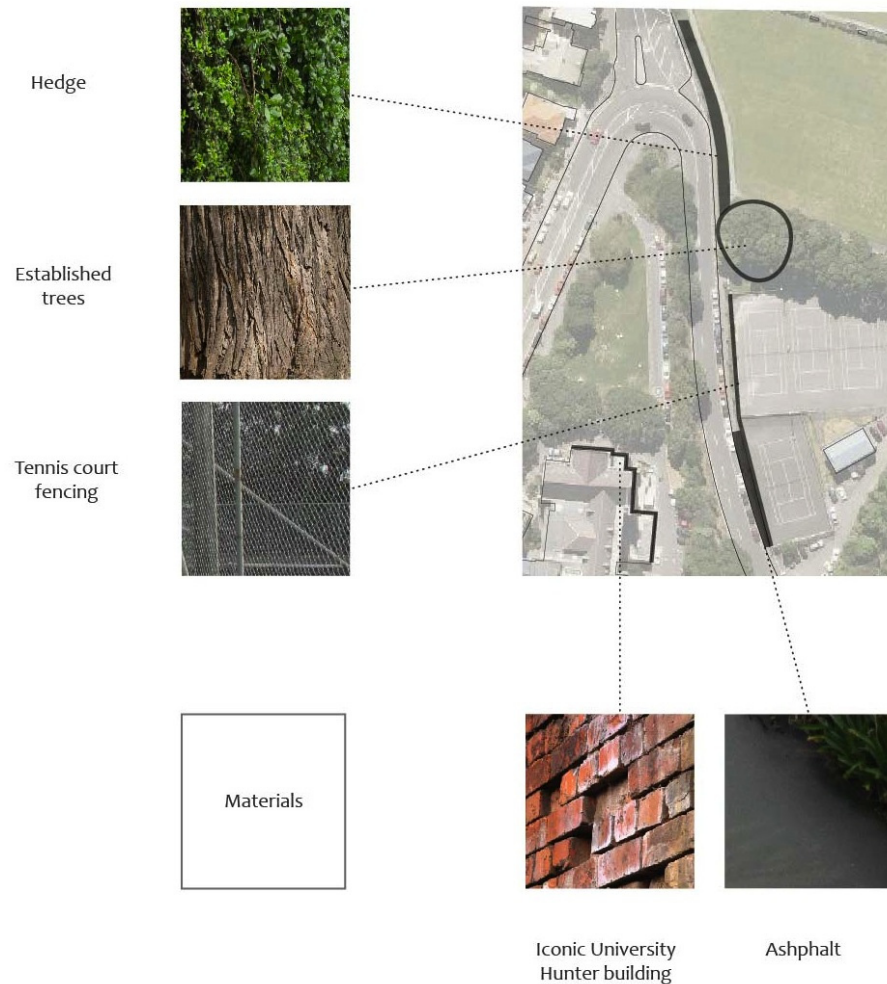 Hedge
Established
trees
Tennis court
fencing
Materials
Iconic University
Hunter building
Ashphalt